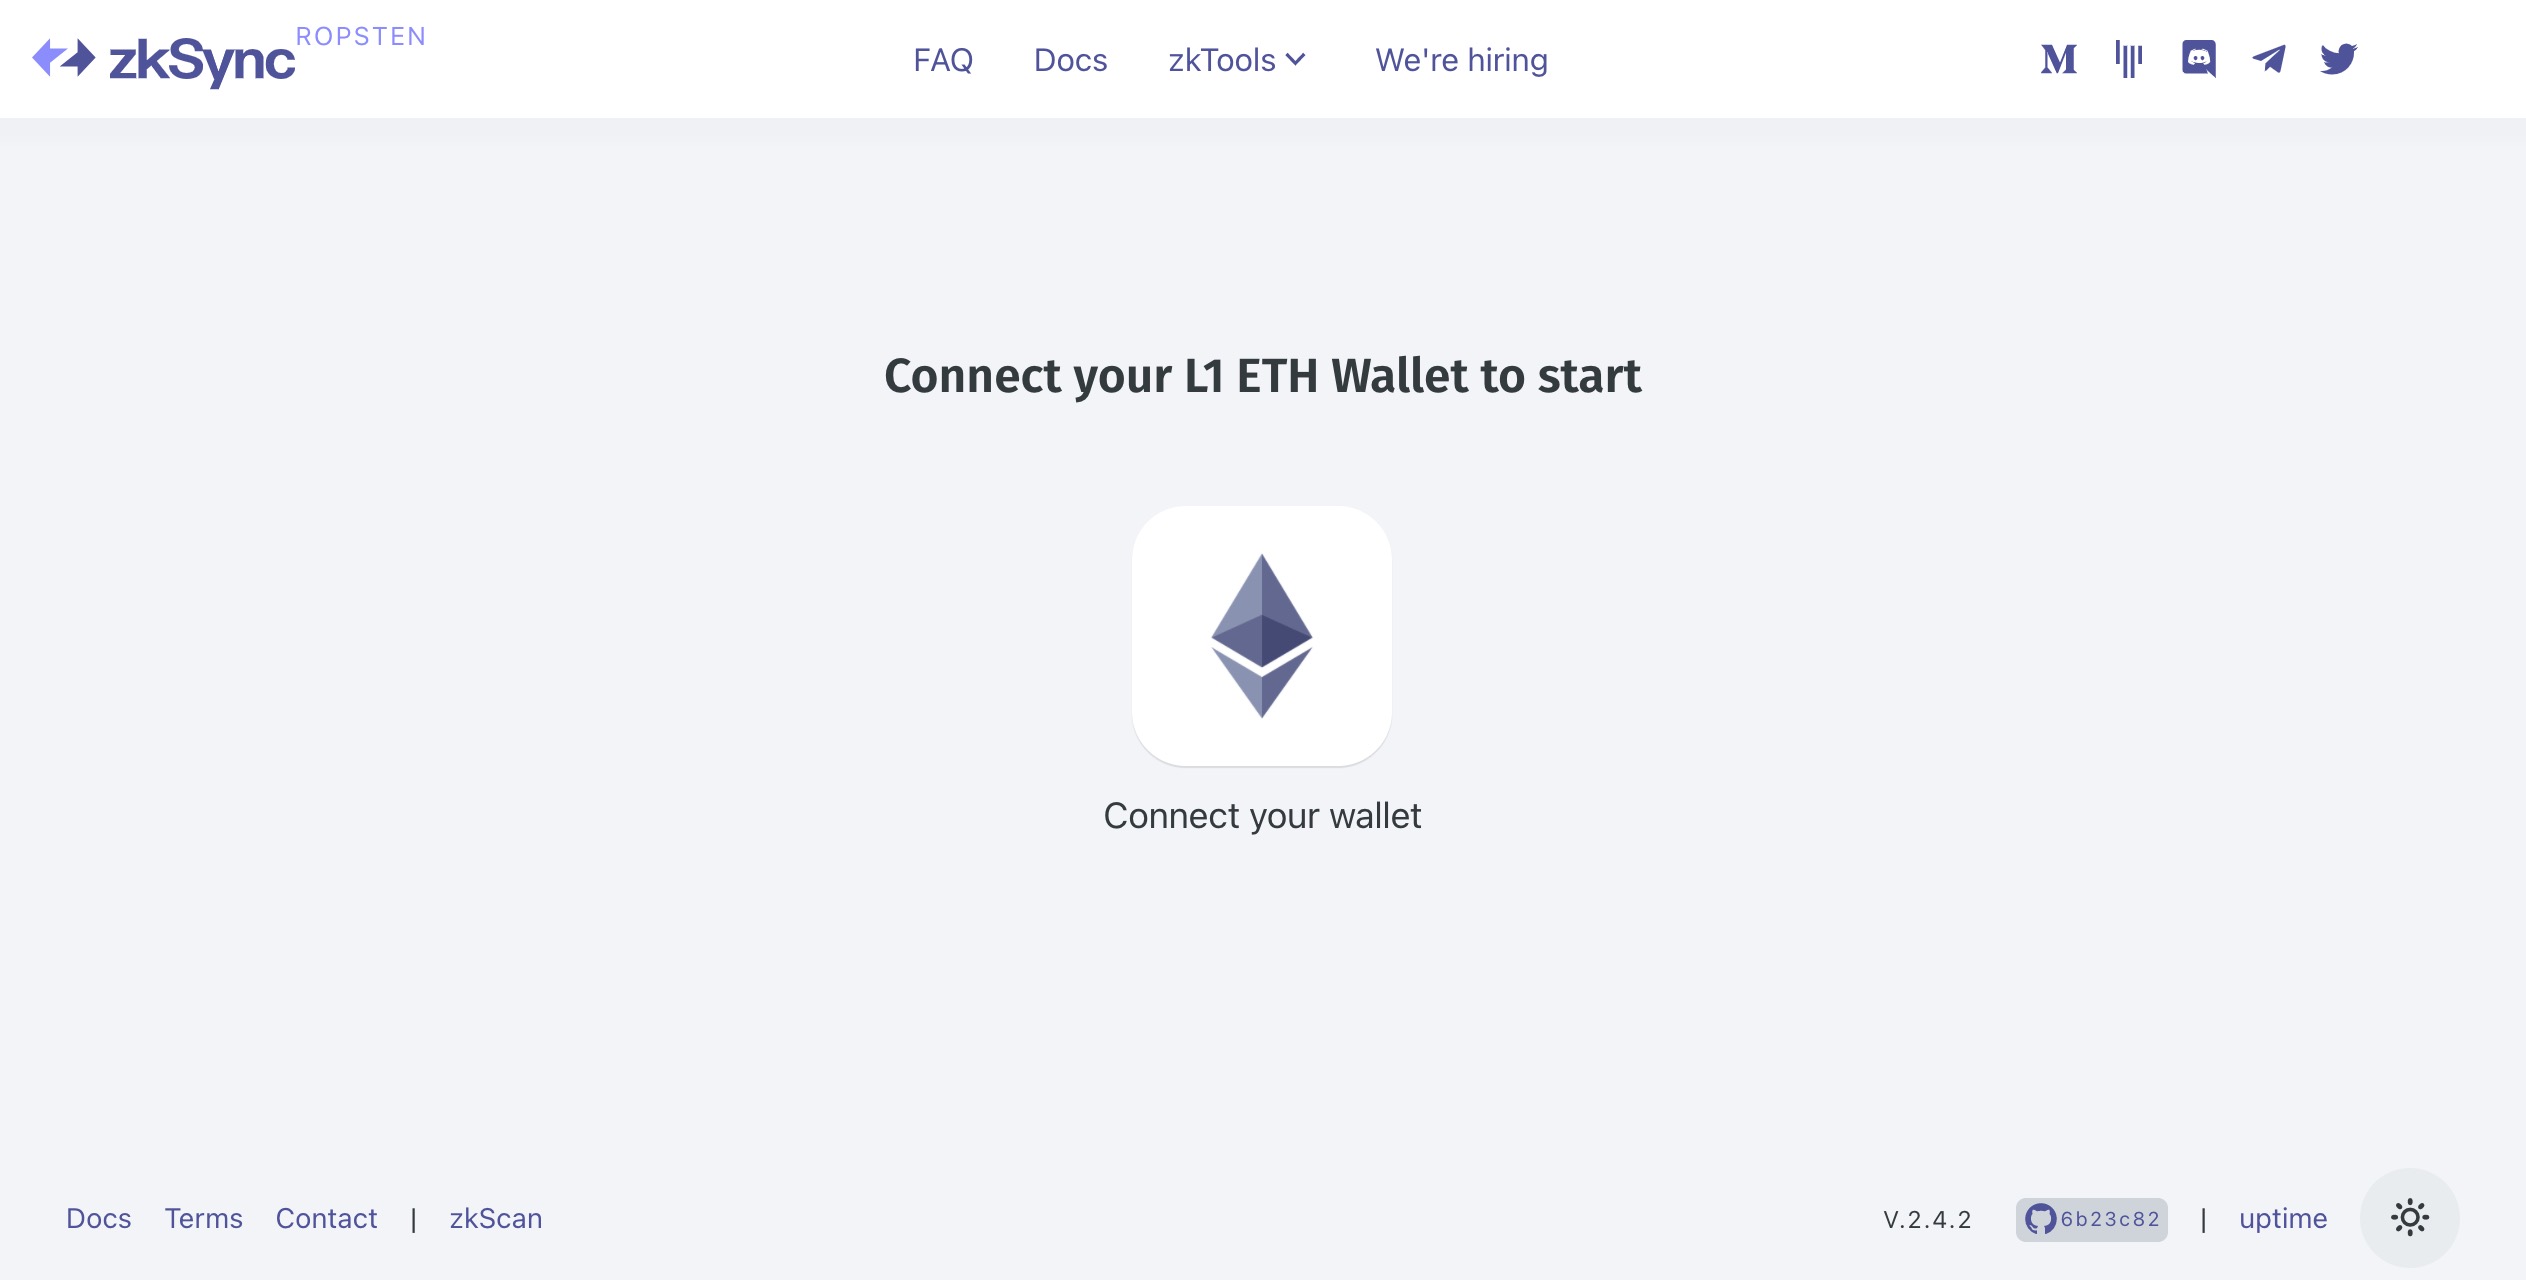 zkSync ROPSTEN
FAQ Docs zkTools We're hiring
Connect your L1 ETH Wallet to start
Connect your wallet
Docs Terms Contact | zkScan
V.2.4.2 6b23c82 | uptime